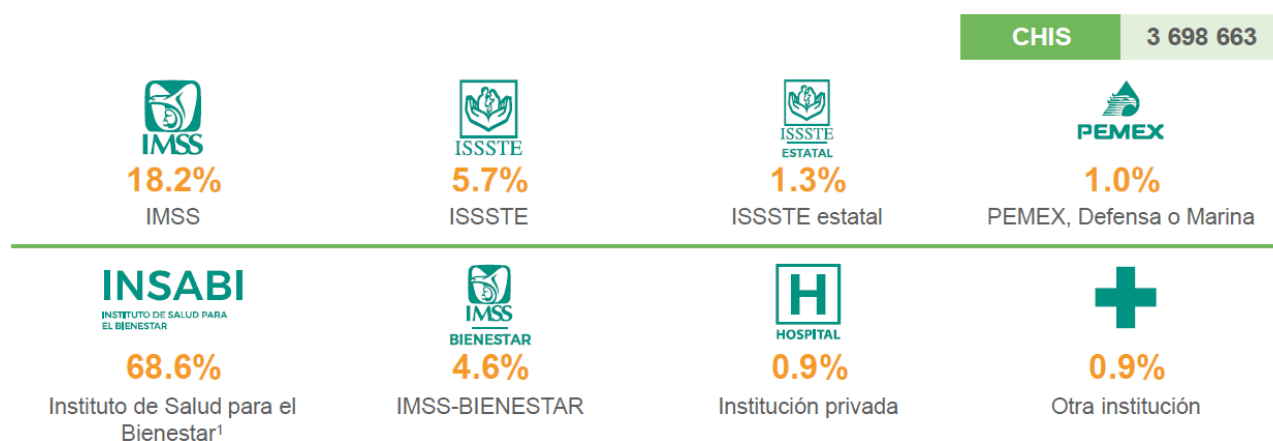 CHIS 3 698 663
IMSS
ISSSTE
ISSSTE
ESTATAL
PEMEX
18.2%
5.7%
1.3%
1.0%
IMSS
ISSSTE
ISSSTE estatal
PEMEX, Defensa o Marina
INSABI
INSTITUTO DE SALUD PARA
EL BIENESTAR
IMSS
BIENESTAR
H
HOSPITAL
68.6%
4.6%
0.9%
0.9%
Instituto de Salud para el
Bienestar¹
IMSS-BIENESTAR
Institución privada
Otra institución